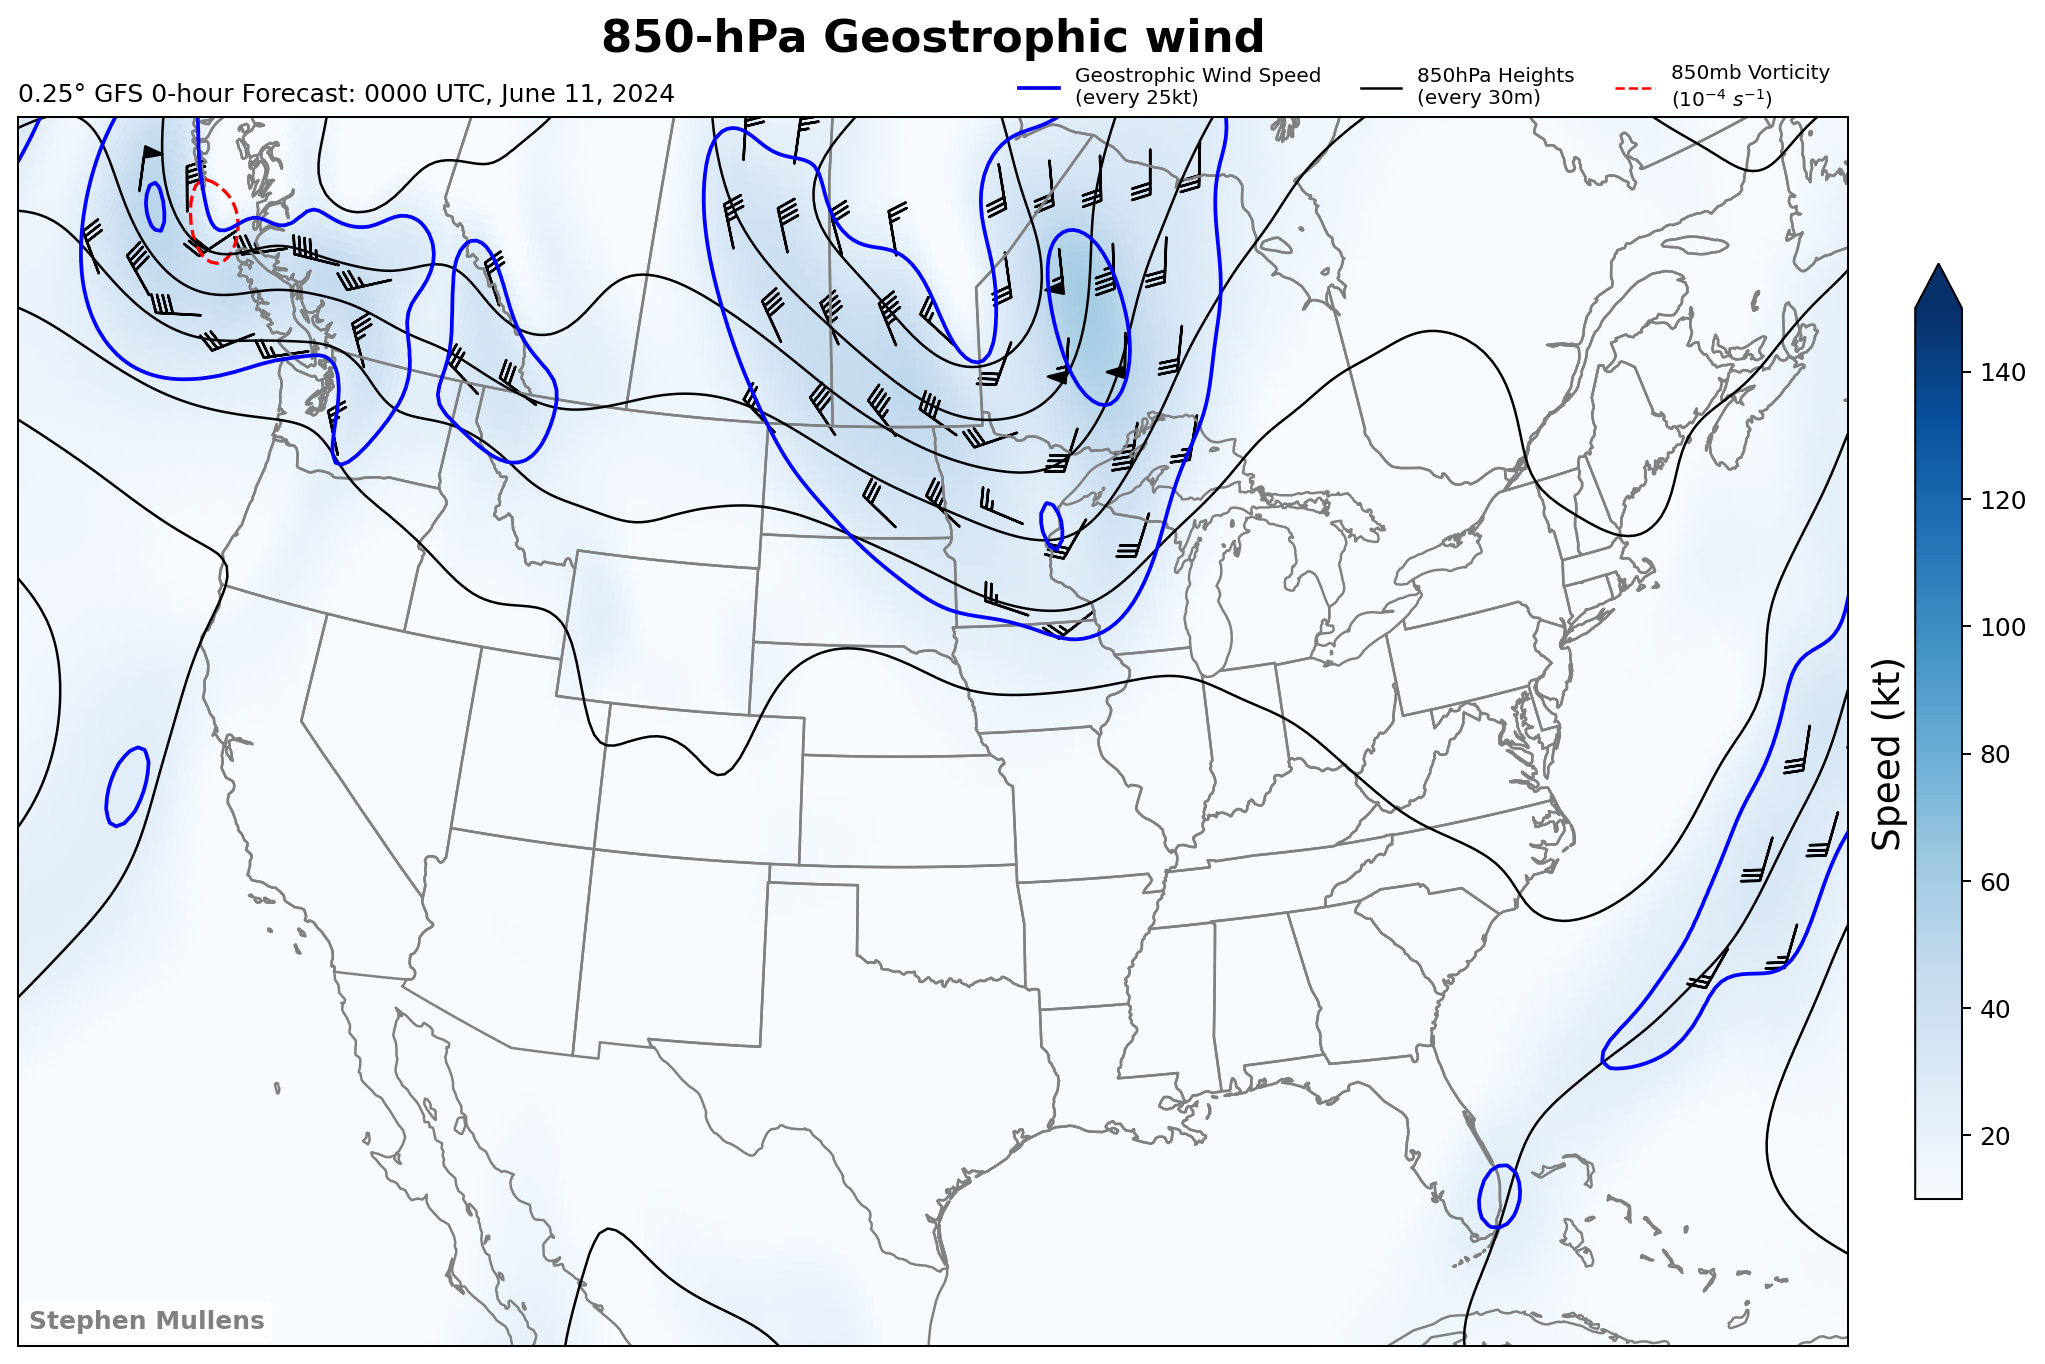 850-hPa Geostrophic wind
0.25° GFS 0-hour Forecast: 0000 UTC, June 11, 2024
Geostrophic Wind Speed
(every 25kt)
850hPa Heights
(every 30m)
850mb Vorticity
(10⁻⁴ s⁻¹)
140
120
100
80
60
40
20
Speed (kt)
Stephen Mullens